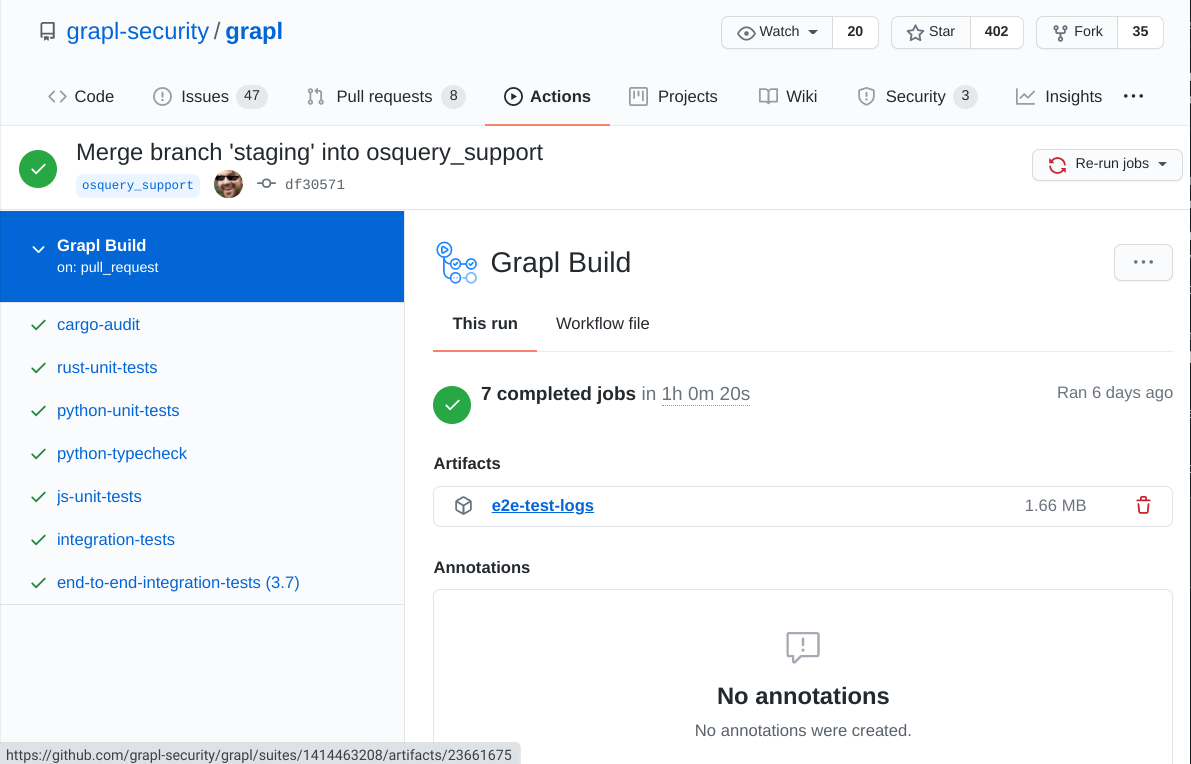 grapl-security / grapl
Watch 20 Star 402 Fork 35
Code Issues 47 Pull requests 8 Actions Projects Wiki Security 3 Insights ...
Merge branch 'staging' into osquery_support
osquery_support df30571
Re-run jobs
Grapl Build
on: pull_request
cargo-audit
rust-unit-tests
python-unit-tests
python-typecheck
js-unit-tests
integration-tests
end-to-end-integration-tests (3.7)
Grapl Build
...
This run Workflow file
7 completed jobs in 1h 0m 20s Ran 6 days ago
Artifacts
e2e-test-logs 1.66 MB
Annotations
No annotations
No annotations were created.
https://github.com/grapl-security/grapl/suites/1414463208/artifacts/23661675